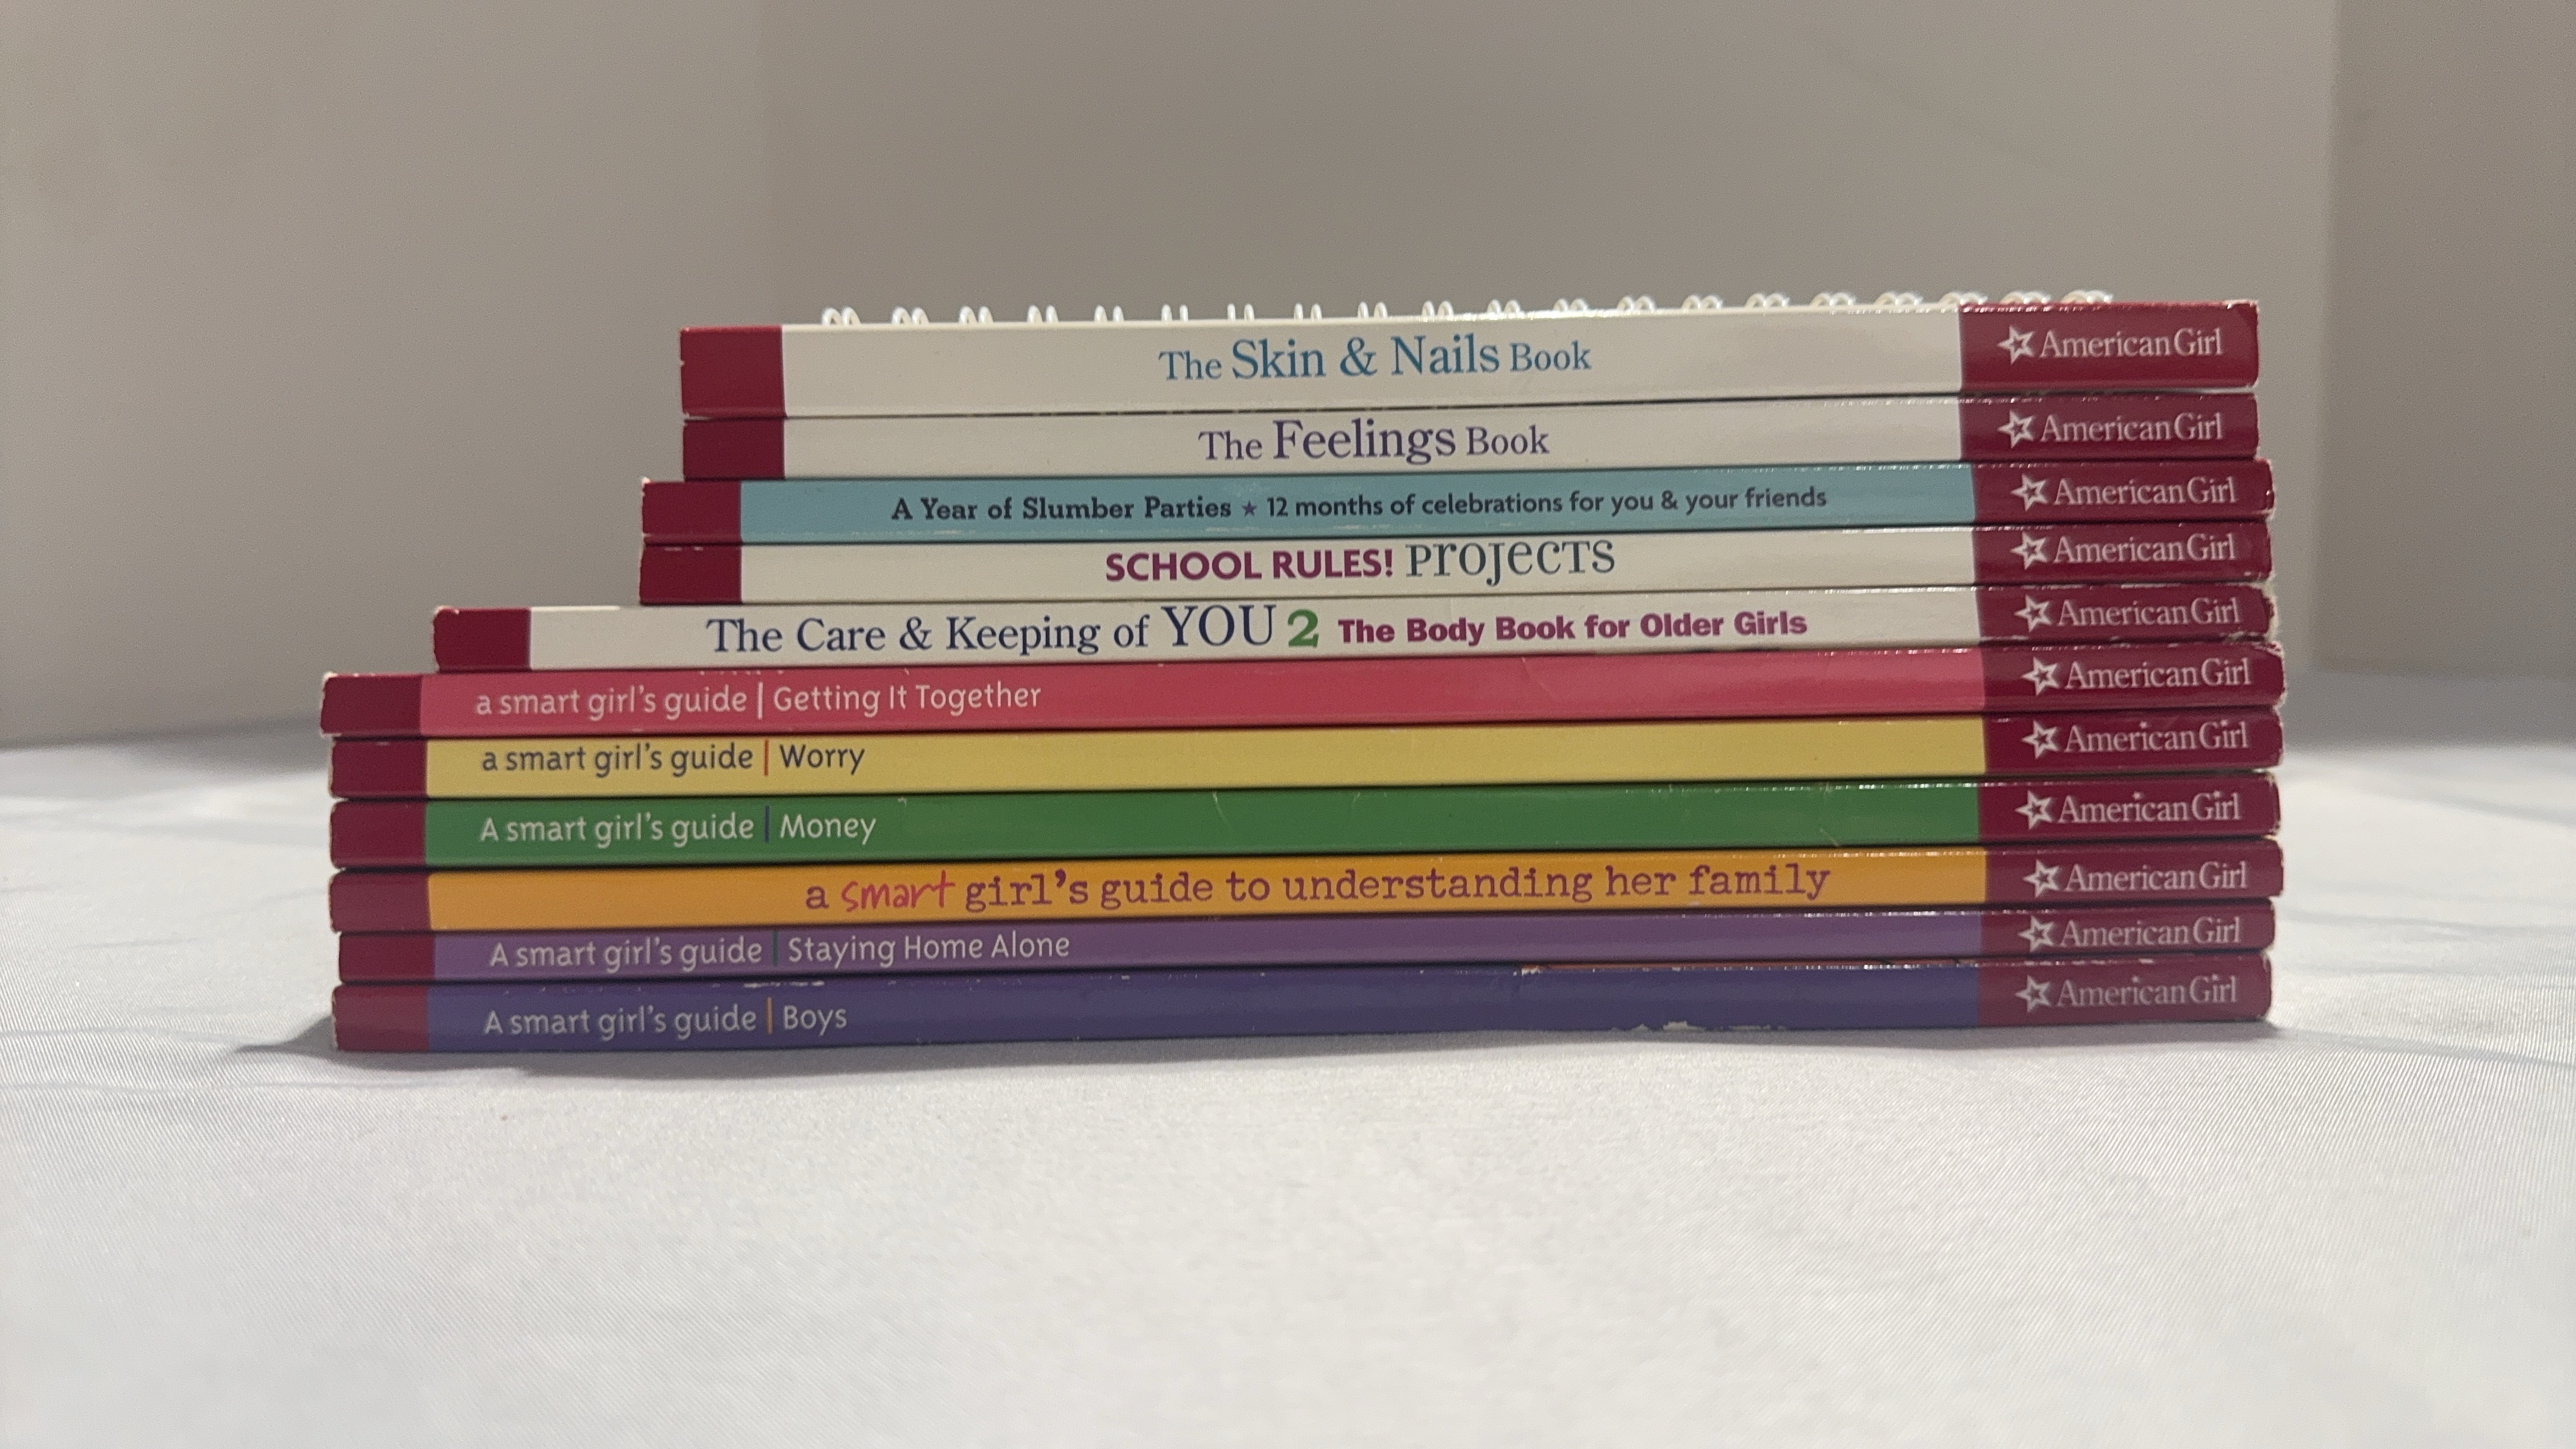 The Skin & Nails Book American Girl
The Feelings Book American Girl
A Year of Slumber Parties ★ 12 months of celebrations for you & your friends American Girl
SCHOOL RULES! PrOJeCTS American Girl
The Care & Keeping of YOU 2 The Body Book for Older Girls American Girl
a smart girl's guide | Getting It Together American Girl
a smart girl's guide | Worry American Girl
A smart girl's guide | Money American Girl
a smart girl's guide to understanding her family American Girl
A smart girl's guide | Staying Home Alone American Girl
A smart girl's guide | Boys American Girl